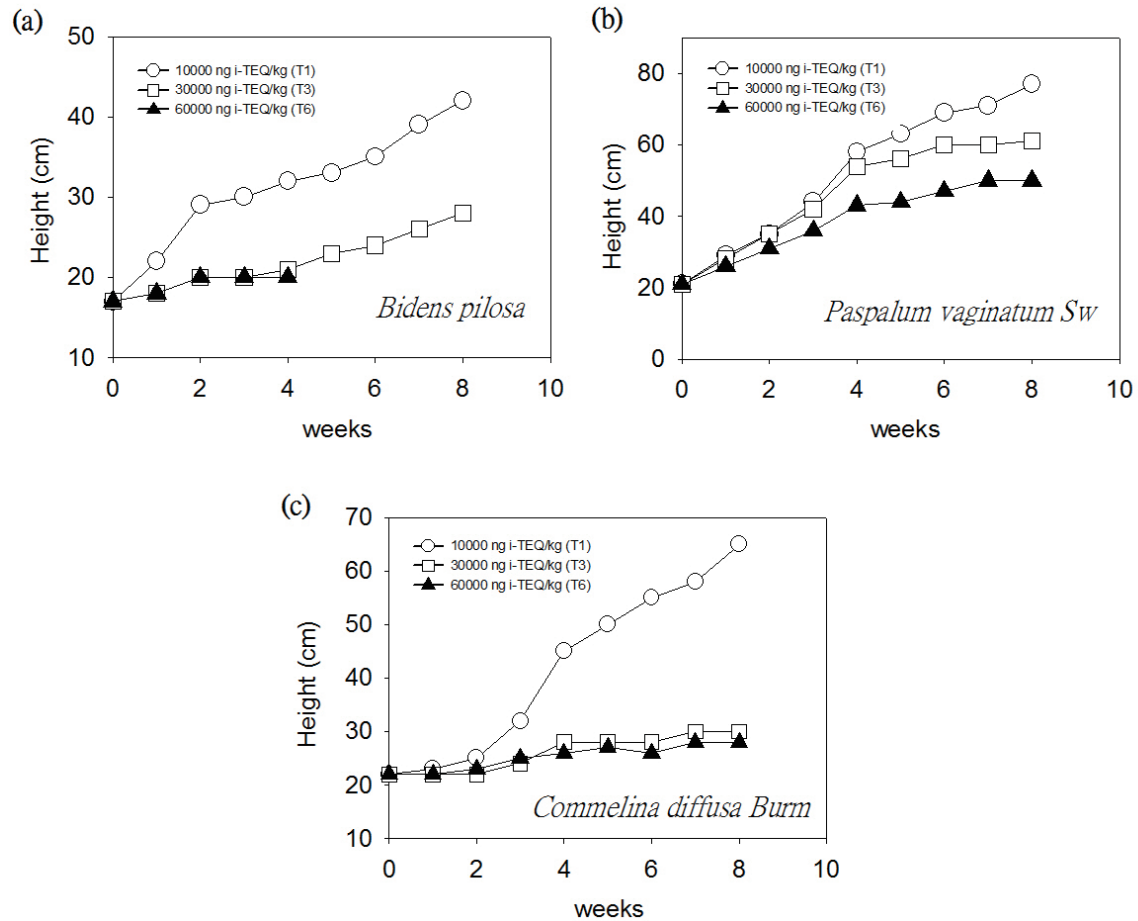 (a)
50
40
30
20
10
Height (cm)
10000 ng i-TEQ/kg (T1)
30000 ng i-TEQ/kg (T3)
60000 ng i-TEQ/kg (T6)
Bidens pilosa
0 2 4 6 8 10
weeks
(b)
80
60
40
20
0
Height (cm)
10000 ng i-TEQ/kg (T1)
30000 ng i-TEQ/kg (T3)
60000 ng i-TEQ/kg (T6)
Paspalum vaginatum Sw
0 2 4 6 8 10
weeks
(c)
70
60
50
40
30
20
10
Height (cm)
10000 ng i-TEQ/kg (T1)
30000 ng i-TEQ/kg (T3)
60000 ng i-TEQ/kg (T6)
Commelina diffusa Burm
0 2 4 6 8 10
weeks